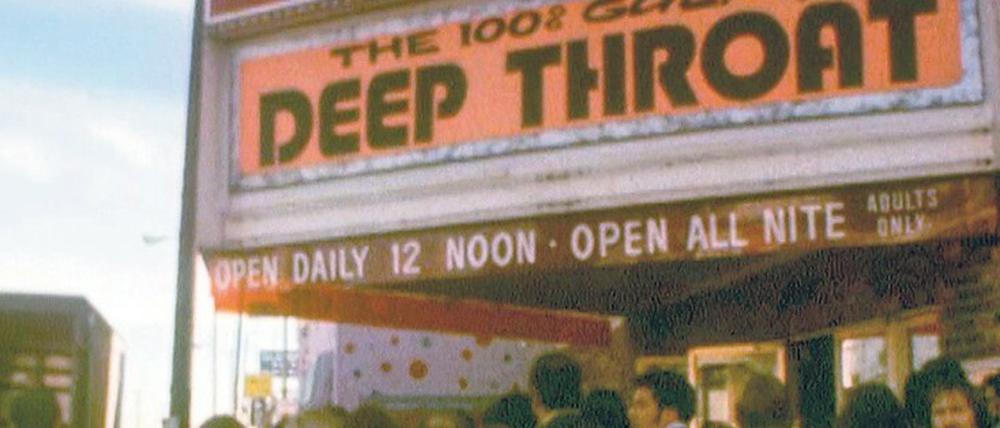 THE 100%
DEEP THROAT
OPEN DAILY 12 NOON · OPEN ALL NITE
ADULTS
ONLY.